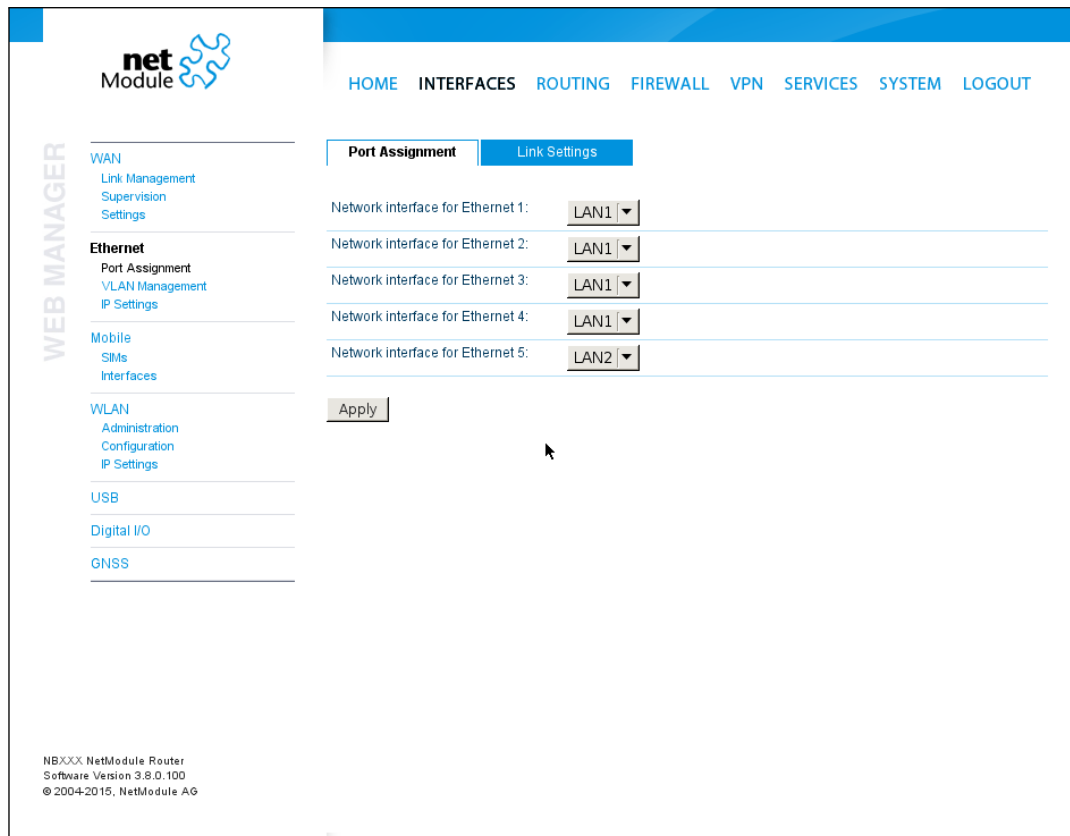 net
Module
HOME INTERFACES ROUTING FIREWALL VPN SERVICES SYSTEM LOGOUT
WEB MANAGER
WAN
Link Management
Supervision
Settings
Ethernet
Port Assignment
VLAN Management
IP Settings
Mobile
SIMs
Interfaces
WLAN
Administration
Configuration
IP Settings
USB
Digital I/O
GNSS
Port Assignment Link Settings
Network interface for Ethernet 1: LAN1
Network interface for Ethernet 2: LAN1
Network interface for Ethernet 3: LAN1
Network interface for Ethernet 4: LAN1
Network interface for Ethernet 5: LAN2
Apply
NBXXX NetModule Router
Software Version 3.8.0.100
© 2004-2015, NetModule AG